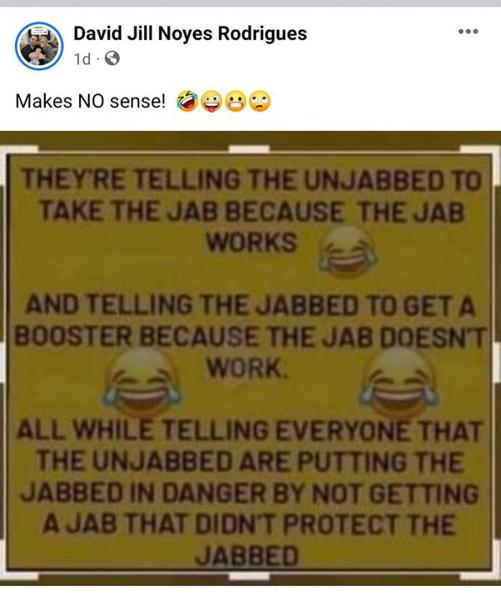 David Jill Noyes Rodrigues
1d ·
Makes NO sense! 🤣🤪😬🙄
THEY'RE TELLING THE UNJABBED TO
TAKE THE JAB BECAUSE THE JAB
WORKS 😂
AND TELLING THE JABBED TO GET A
BOOSTER BECAUSE THE JAB DOESN'T
WORK.
ALL WHILE TELLING EVERYONE THAT
THE UNJABBED ARE PUTTING THE
JABBED IN DANGER BY NOT GETTING
A JAB THAT DIDN'T PROTECT THE
JABBED